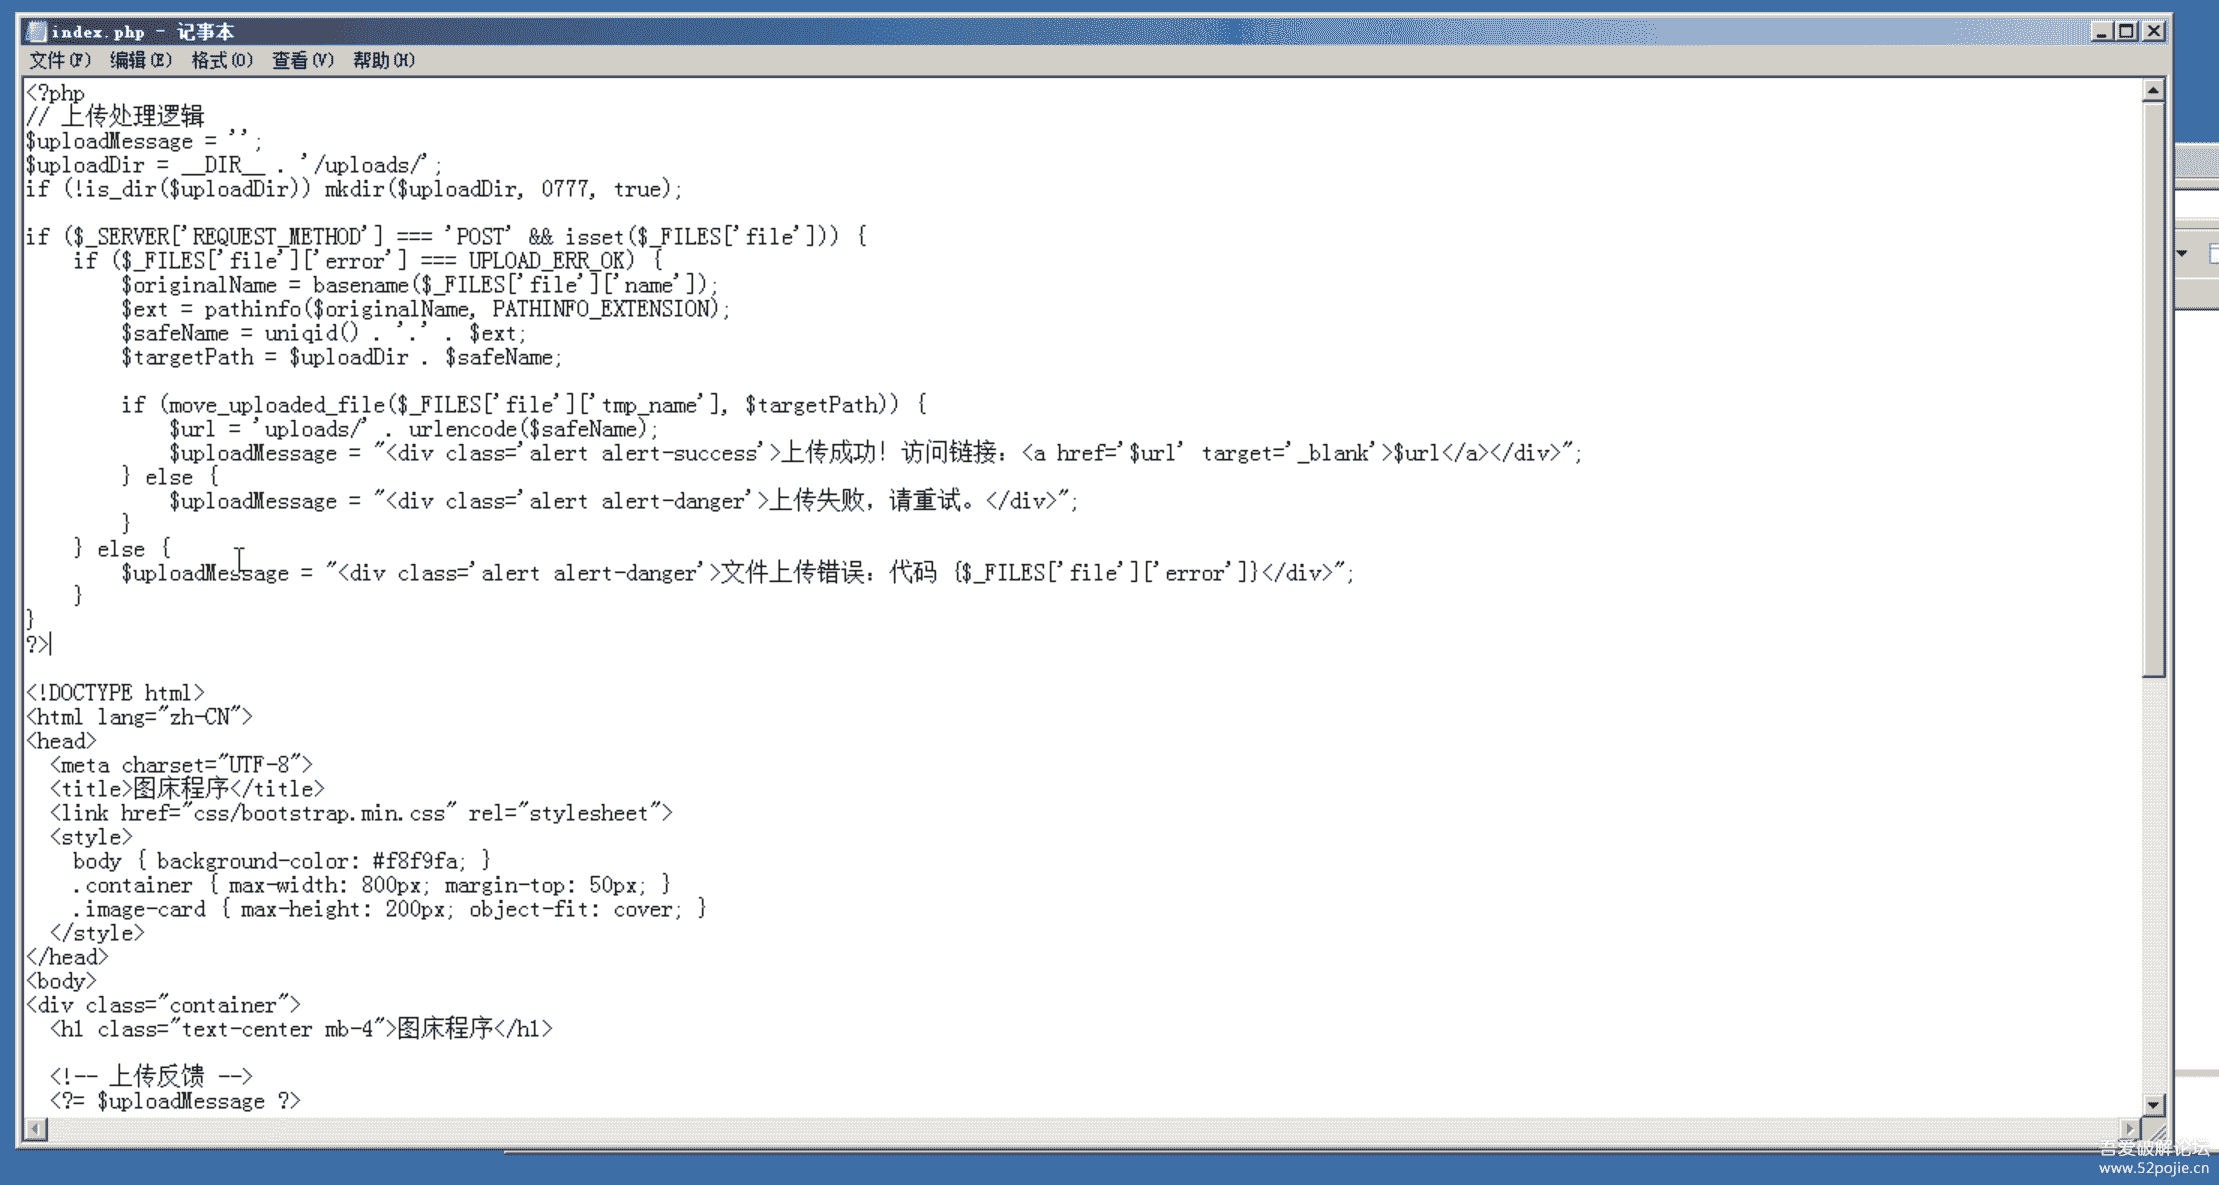 index.php - 记事本
文件(F) 编辑(E) 格式(O) 查看(V) 帮助(H)
<?php
// 上传处理逻辑
$uploadMessage = '';
$uploadDir = __DIR__ . '/uploads/';
if (!is_dir($uploadDir)) mkdir($uploadDir, 0777, true);
if ($_SERVER['REQUEST_METHOD'] === 'POST' && isset($_FILES['file'])) {
    if ($_FILES['file']['error'] === UPLOAD_ERR_OK) {
        $originalName = basename($_FILES['file']['name']);
        $ext = pathinfo($originalName, PATHINFO_EXTENSION);
        $safeName = uniqid() . '.' . $ext;
        $targetPath = $uploadDir . $safeName;
        if (move_uploaded_file($_FILES['file']['tmp_name'], $targetPath)) {
            $url = 'uploads/' . urlencode($safeName);
            $uploadMessage = "<div class='alert alert-success'>上传成功！访问链接：<a href='$url' target='_blank'>$url</a></div>";
        } else {
            $uploadMessage = "<div class='alert alert-danger'>上传失败，请重试。</div>";
        }
    } else {
        $uploadMessage = "<div class='alert alert-danger'>文件上传错误：代码 {$_FILES['file']['error']}</div>";
    }
}
?>
<!DOCTYPE html>
<html lang="zh-CN">
<head>
  <meta charset="UTF-8">
  <title>图床程序</title>
  <link href="css/bootstrap.min.css" rel="stylesheet">
  <style>
    body { background-color: #f8f9fa; }
    .container { max-width: 800px; margin-top: 50px; }
    .image-card { max-height: 200px; object-fit: cover; }
  </style>
</head>
<body>
<div class="container">
  <h1 class="text-center mb-4">图床程序</h1>
  <!-- 上传反馈 -->
  <?= $uploadMessage ?>
吾爱破解论坛
www.52pojie.cn